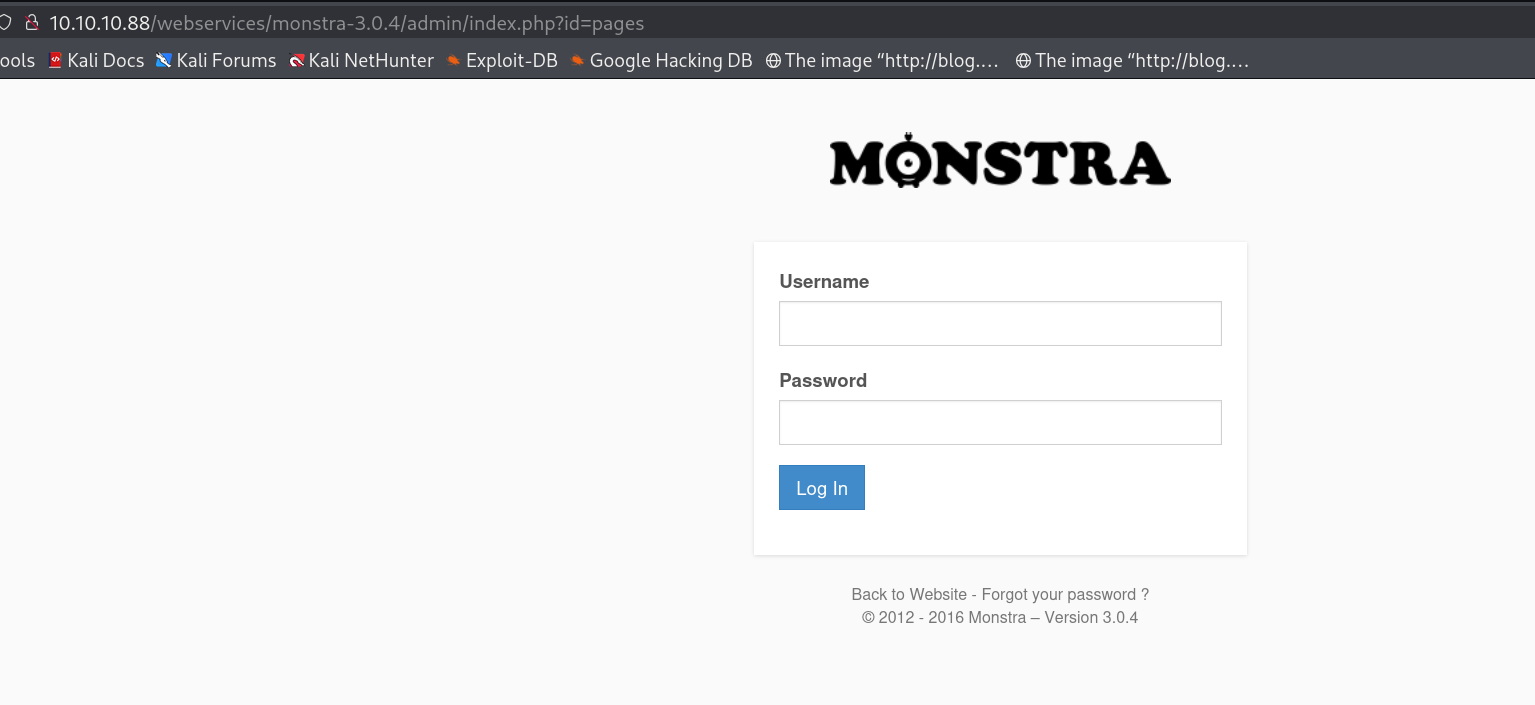 10.10.10.88/webservices/monstra-3.0.4/admin/index.php?id=pages
ools Kali Docs Kali Forums Kali NetHunter Exploit-DB Google Hacking DB The image “http://blog.... The image “http://blog....
MONSTRA
Username
Password
Log In
Back to Website - Forgot your password ?
© 2012 - 2016 Monstra – Version 3.0.4